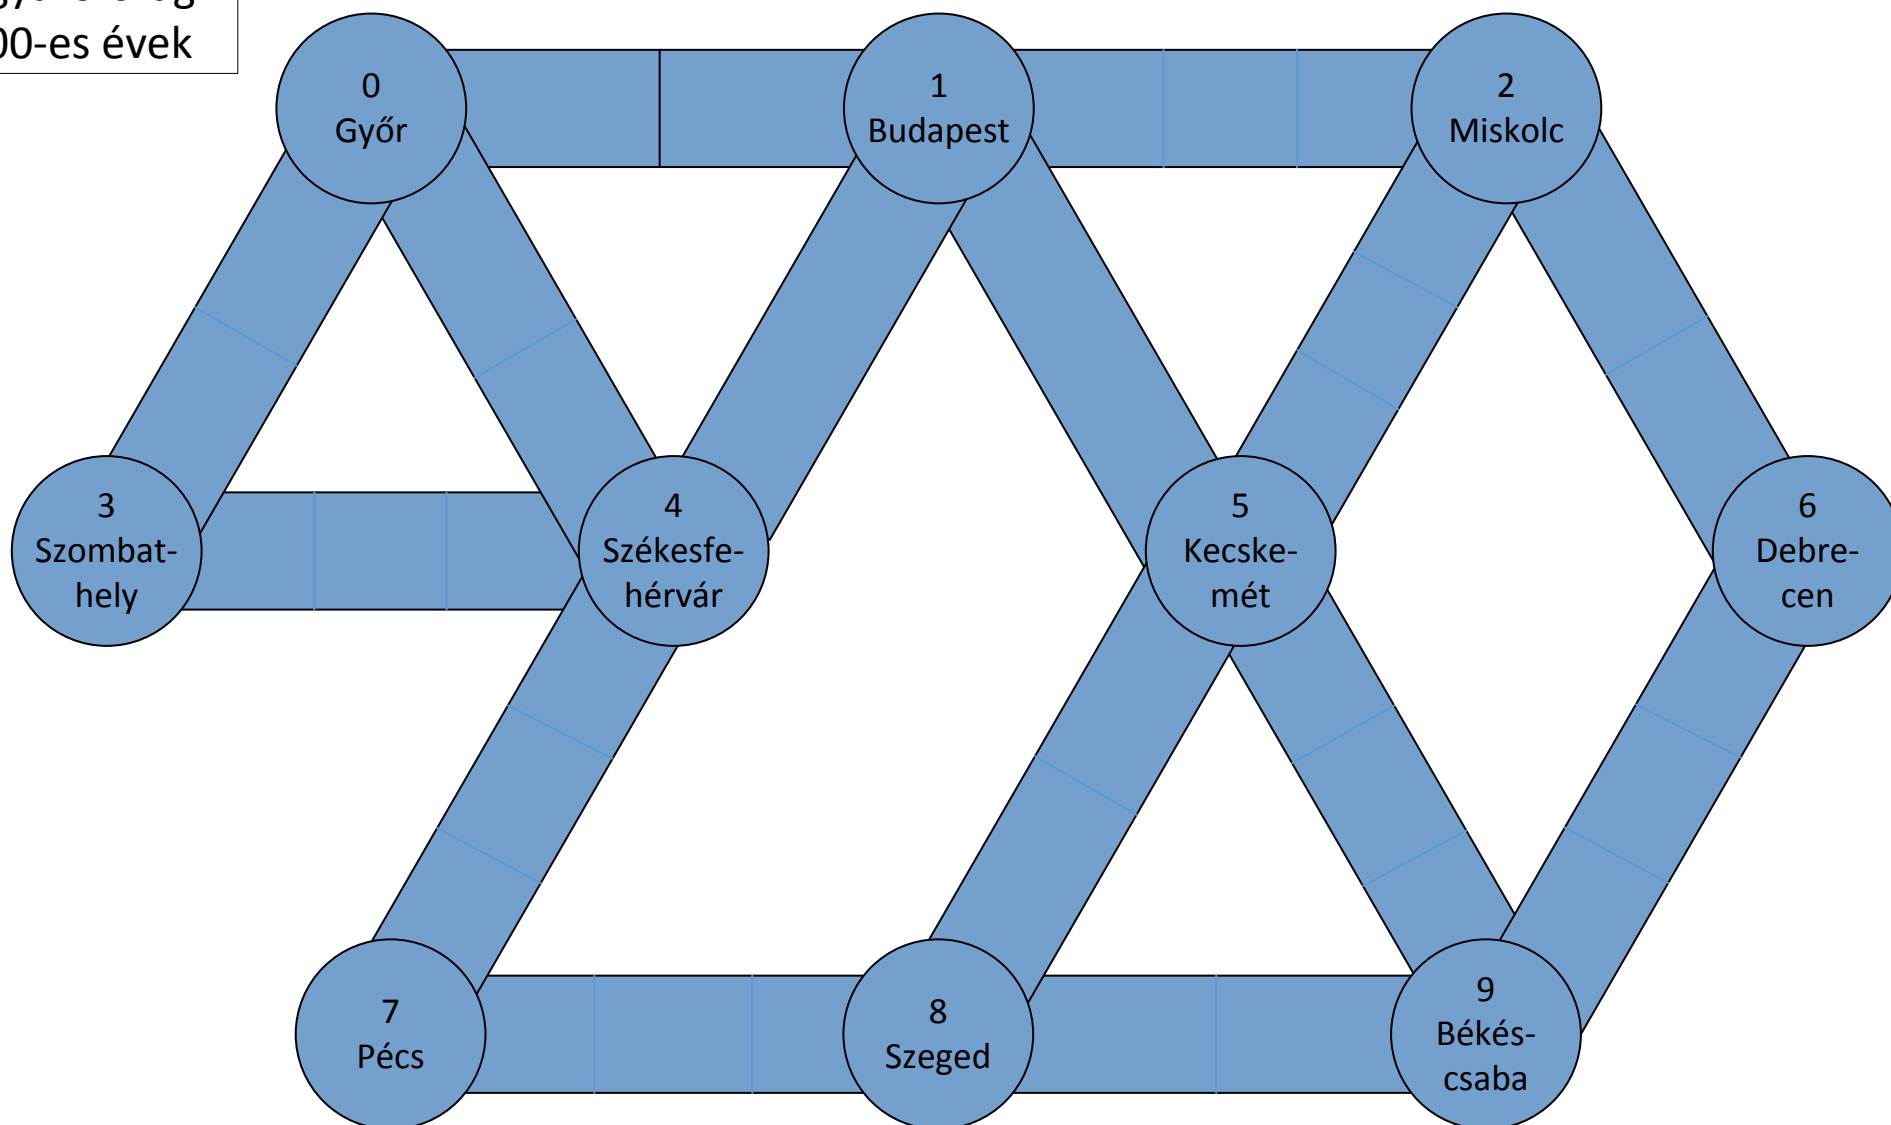 00-es évek
0
Győr
1
Budapest
2
Miskolc
3
Szombat-
hely
4
Székesfe-
hérvár
5
Kecske-
mét
6
Debre-
cen
7
Pécs
8
Szeged
9
Békés-
csaba